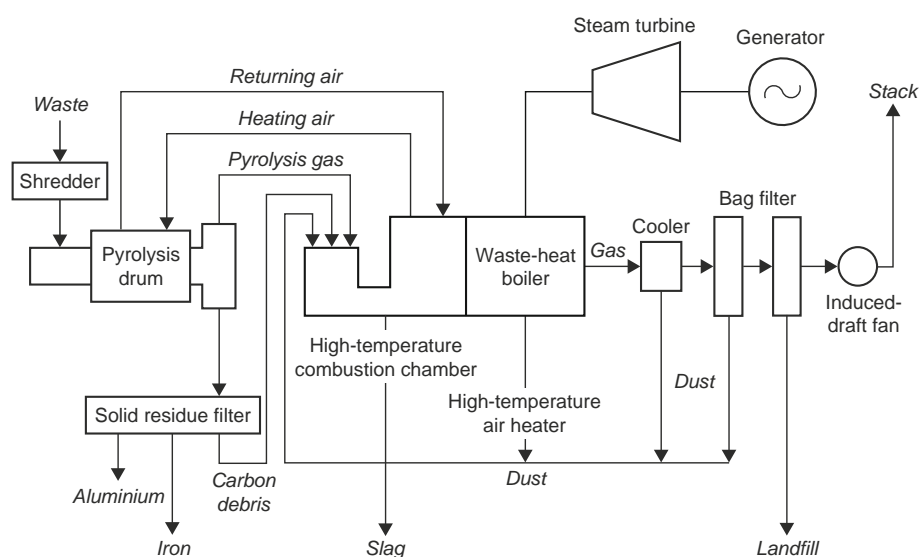 Steam turbine
Generator
Returning air
Stack
Waste
Heating air
Pyrolysis gas
Shredder
Bag filter
Cooler
Pyrolysis
drum
Waste-heat
boiler
Gas
Induced-
draft fan
High-temperature
combustion chamber
Dust
High-temperature
air heater
Solid residue filter
Dust
Aluminium
Carbon
debris
Iron
Slag
Landfill